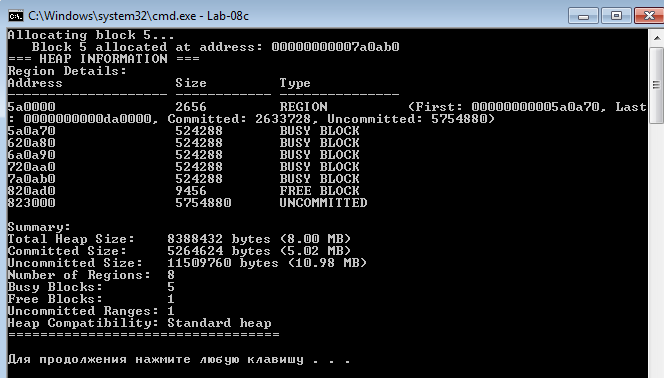 C:\Windows\system32\cmd.exe - Lab-08c
Allocating block 5...
   Block 5 allocated at address: 00000000007a0ab0
=== HEAP INFORMATION ===
Region Details:
Address              Size         Type
-------------------- ------------ ---------------
5a0000               2656         REGION          (First: 00000000005a0a70, Last
: 0000000000da0000, Committed: 2633728, Uncommitted: 5754880)
5a0a70               524288       BUSY BLOCK
620a80               524288       BUSY BLOCK
6a0a90               524288       BUSY BLOCK
720aa0               524288       BUSY BLOCK
7a0ab0               524288       BUSY BLOCK
820ad0               9456         FREE BLOCK
823000               5754880      UNCOMMITTED
Summary:
Total Heap Size:    8388432 bytes (8.00 MB)
Committed Size:     5264624 bytes (5.02 MB)
Uncommitted Size:   11509760 bytes (10.98 MB)
Number of Regions:  8
Busy Blocks:        5
Free Blocks:        1
Uncommitted Ranges: 1
Heap Compatibility: Standard heap
==================================
Для продолжения нажмите любую клавишу . . .